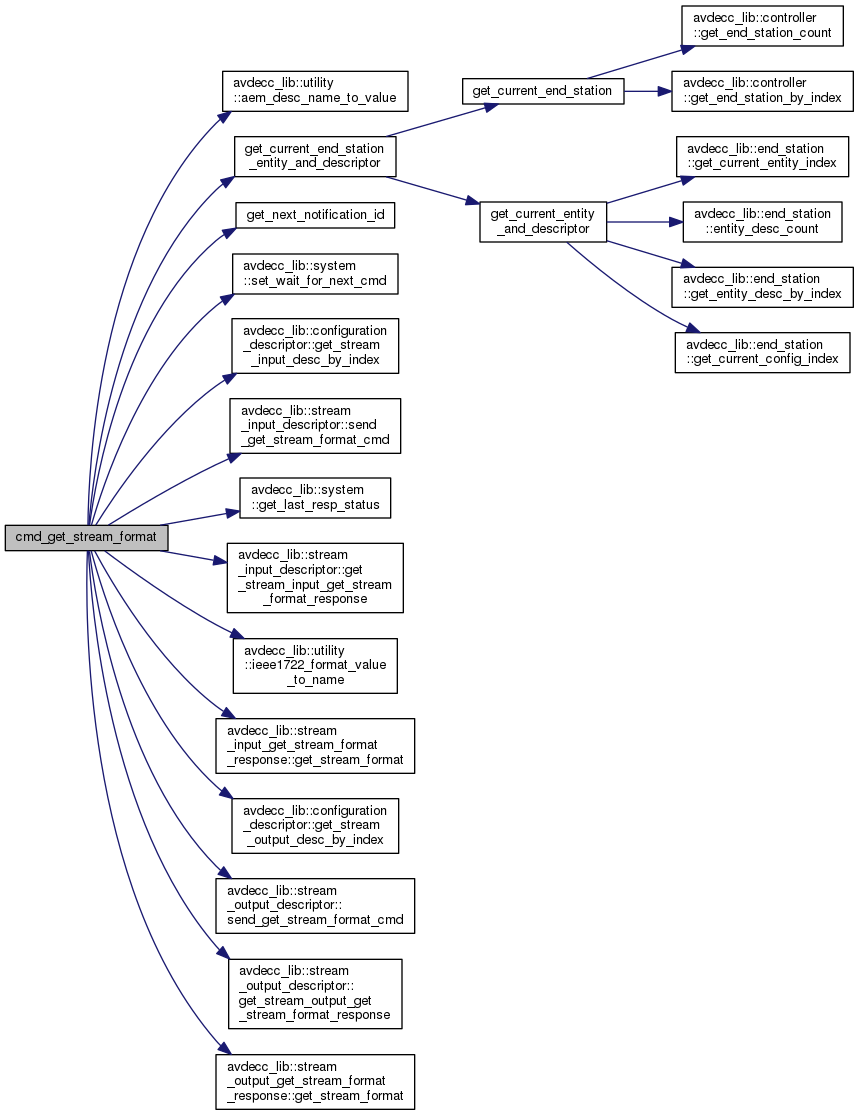 cmd_get_stream_format
avdecc_lib::utility
::aem_desc_name_to_value
get_current_end_station
_entity_and_descriptor
get_next_notification_id
avdecc_lib::system
::set_wait_for_next_cmd
avdecc_lib::configuration
_descriptor::get_stream
_input_desc_by_index
avdecc_lib::stream
_input_descriptor::send
_get_stream_format_cmd
avdecc_lib::system
::get_last_resp_status
avdecc_lib::stream
_input_descriptor::get
_stream_input_get_stream
_format_response
avdecc_lib::utility
::ieee1722_format_value
_to_name
avdecc_lib::stream
_input_get_stream_format
_response::get_stream_format
avdecc_lib::configuration
_descriptor::get_stream
_output_desc_by_index
avdecc_lib::stream
_output_descriptor::
send_get_stream_format_cmd
avdecc_lib::stream
_output_descriptor::
get_stream_output_get
_stream_format_response
avdecc_lib::stream
_output_get_stream_format
_response::get_stream_format
get_current_end_station
get_current_entity
_and_descriptor
avdecc_lib::controller
::get_end_station_count
avdecc_lib::controller
::get_end_station_by_index
avdecc_lib::end_station
::get_current_entity_index
avdecc_lib::end_station
::entity_desc_count
avdecc_lib::end_station
::get_entity_desc_by_index
avdecc_lib::end_station
::get_current_config_index